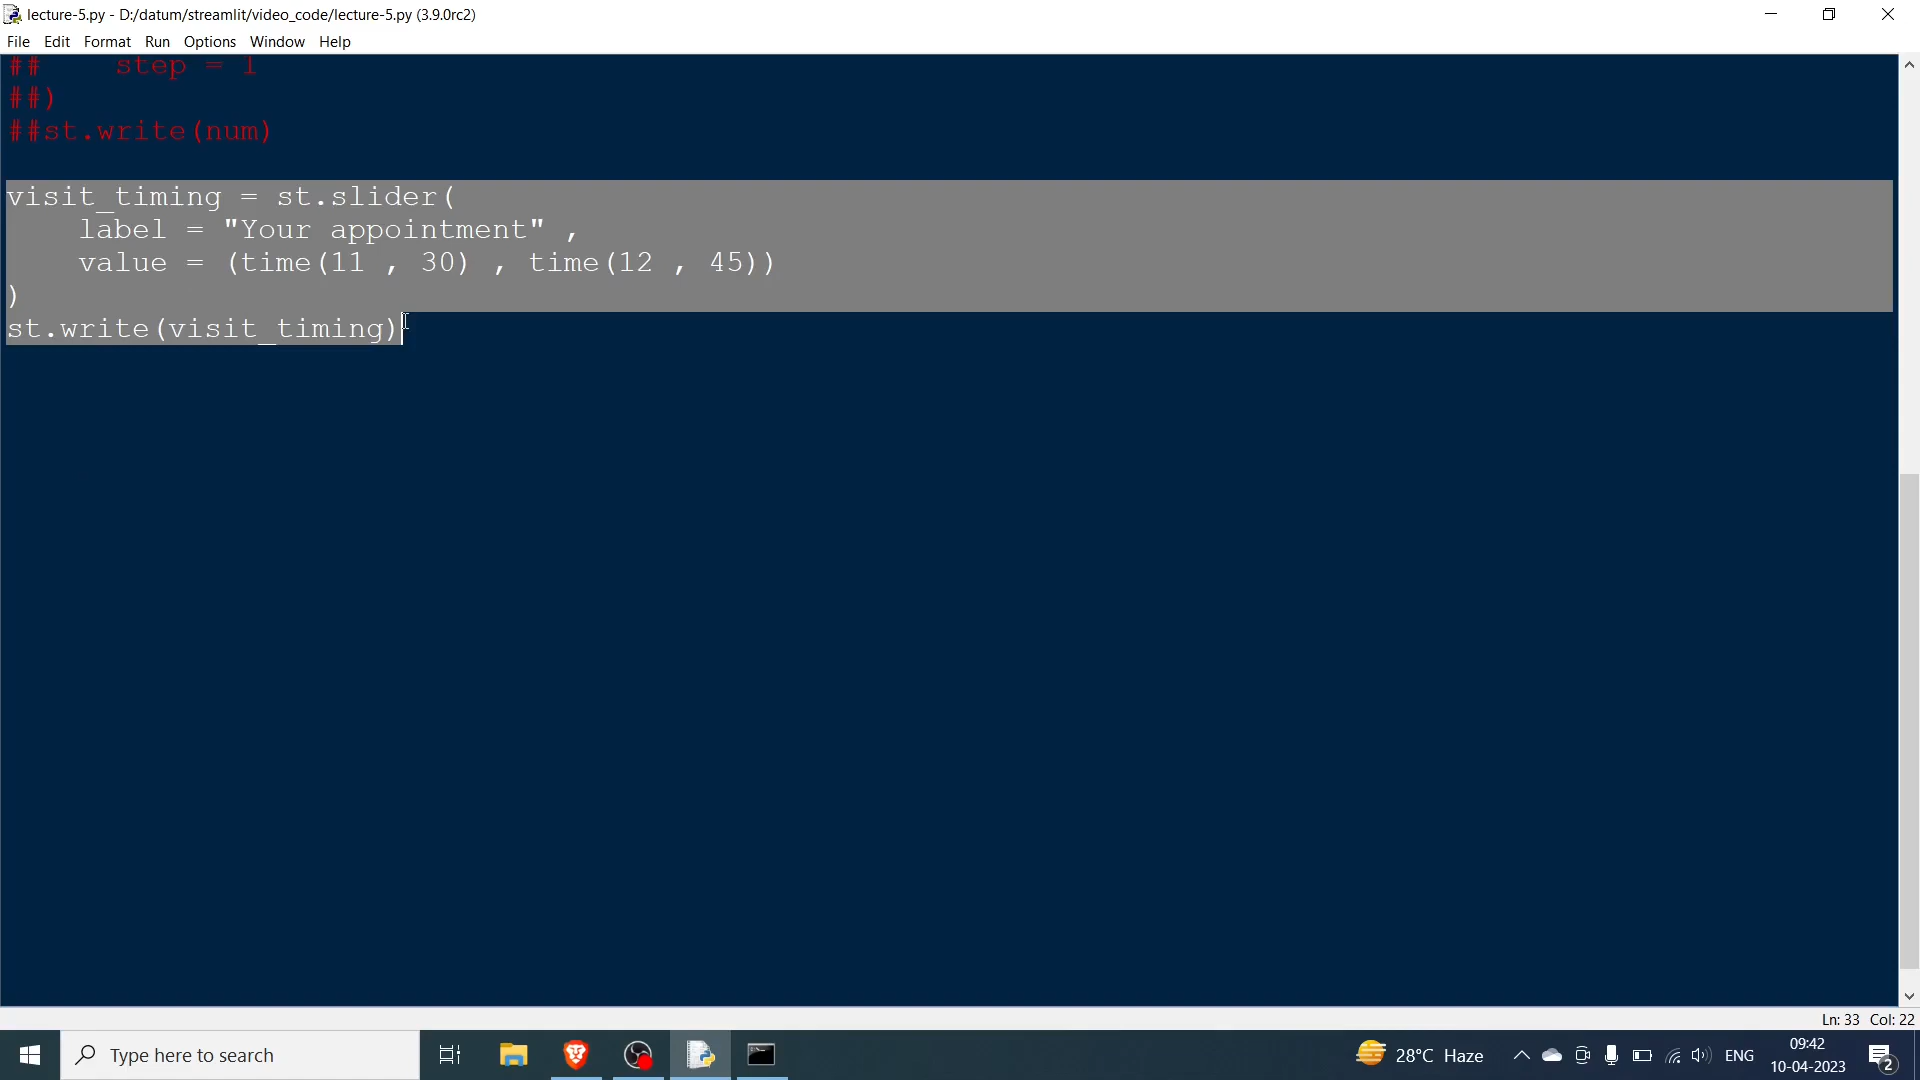 lecture-5.py - D:/datum/streamlit/video_code/lecture-5.py (3.9.0rc2)
File Edit Format Run Options Window Help
##    step = 1
##)
##st.write(num)
visit_timing = st.slider(
    label = "Your appointment" ,
    value = (time(11 , 30) , time(12 , 45))
)
st.write(visit_timing)
Ln: 33 Col: 22
Type here to search
28°C Haze
ENG
09:42
10-04-2023
2